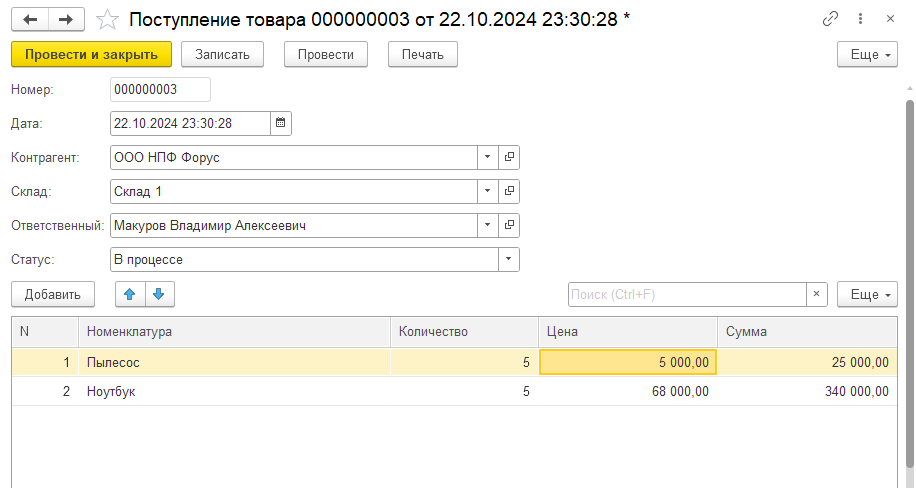 Поступление товара 000000003 от 22.10.2024 23:30:28 *
Провести и закрыть Записать Провести Печать Еще
Номер: 000000003
Дата: 22.10.2024 23:30:28
Контрагент: ООО НПФ Форус
Склад: Склад 1
Ответственный: Макуров Владимир Алексеевич
Статус: В процессе
Добавить Поиск (Ctrl+F) × Еще
N Номенклатура Количество Цена Сумма
1 Пылесос 5 5 000,00 25 000,00
2 Ноутбук 5 68 000,00 340 000,00